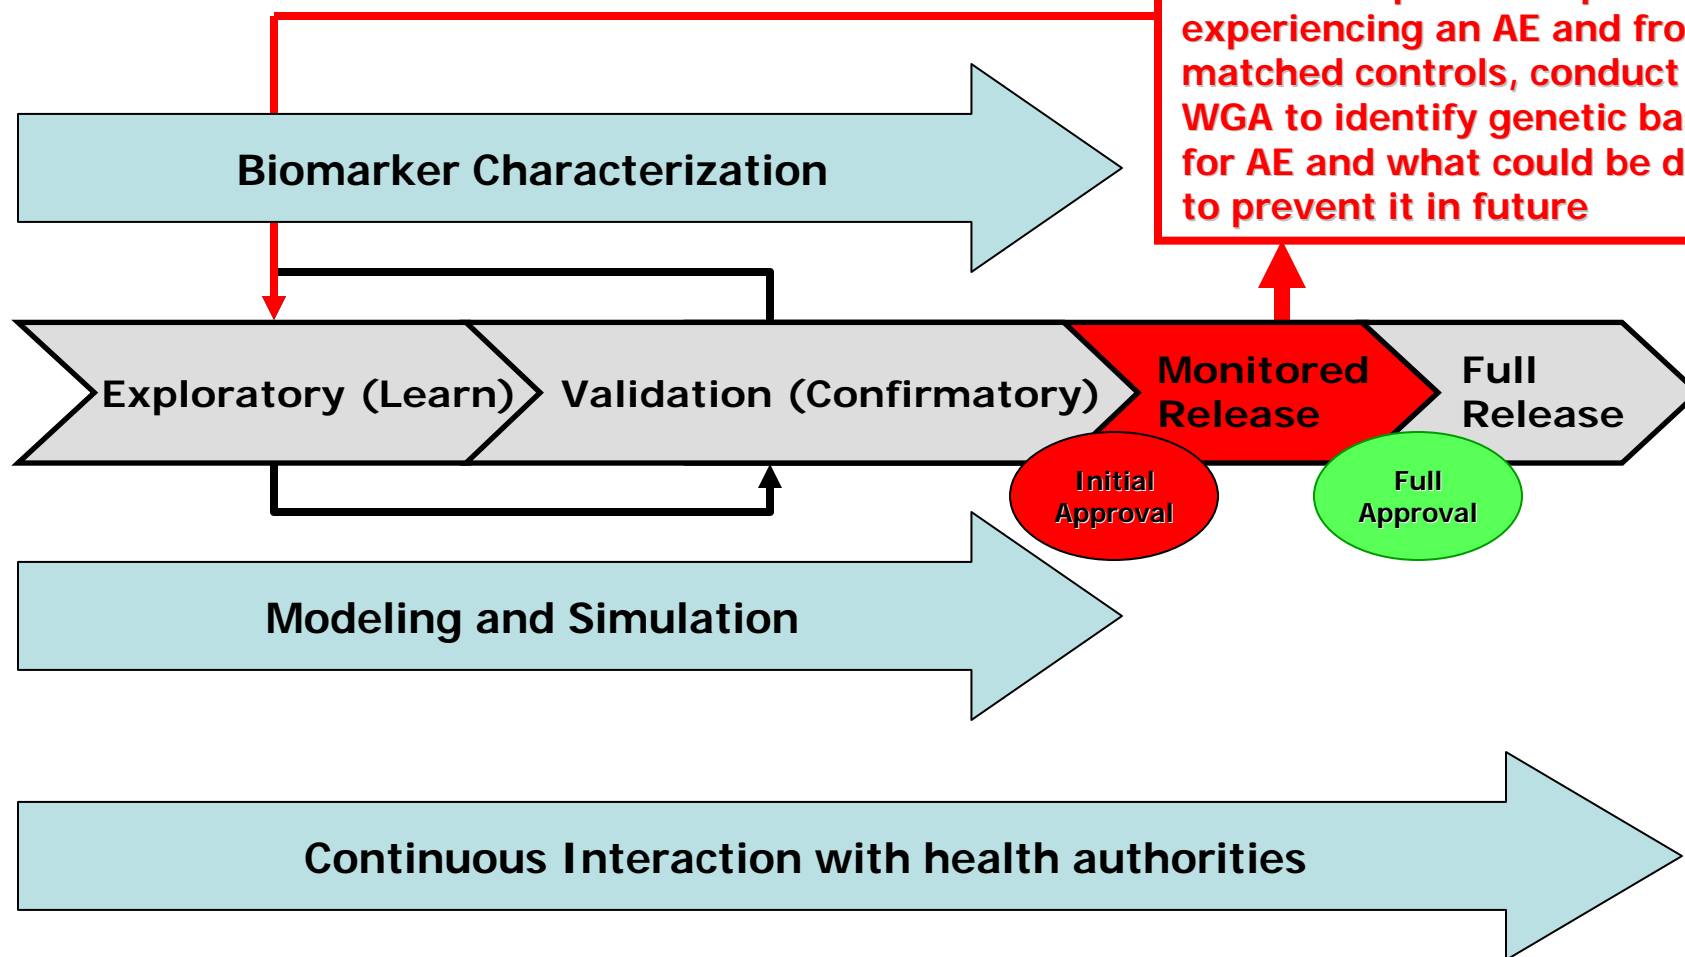 experiencing an AE and fro
matched controls, conduct
WGA to identify genetic ba
for AE and what could be d
to prevent it in future
Biomarker Characterization
Exploratory (Learn)
Validation (Confirmatory)
Monitored
Release
Full
Release
Initial
Approval
Full
Approval
Modeling and Simulation
Continuous Interaction with health authorities